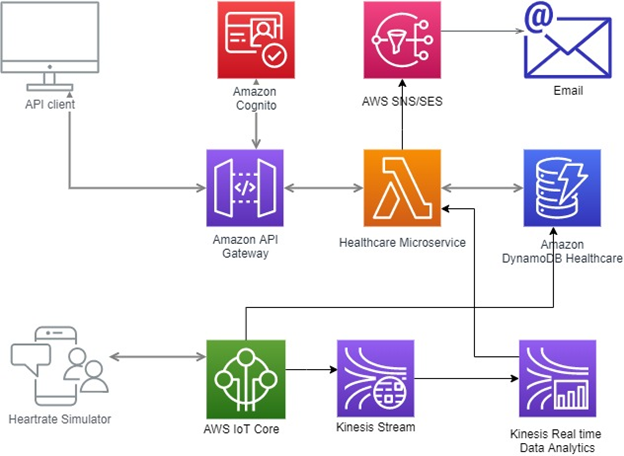 API client
Amazon
Cognito
AWS SNS/SES
@
Email
</>
Amazon API
Gateway
Healthcare Microservice
Amazon
DynamoDB Healthcare
Heartrate Simulator
AWS IoT Core
Kinesis Stream
Kinesis Real time
Data Analytics